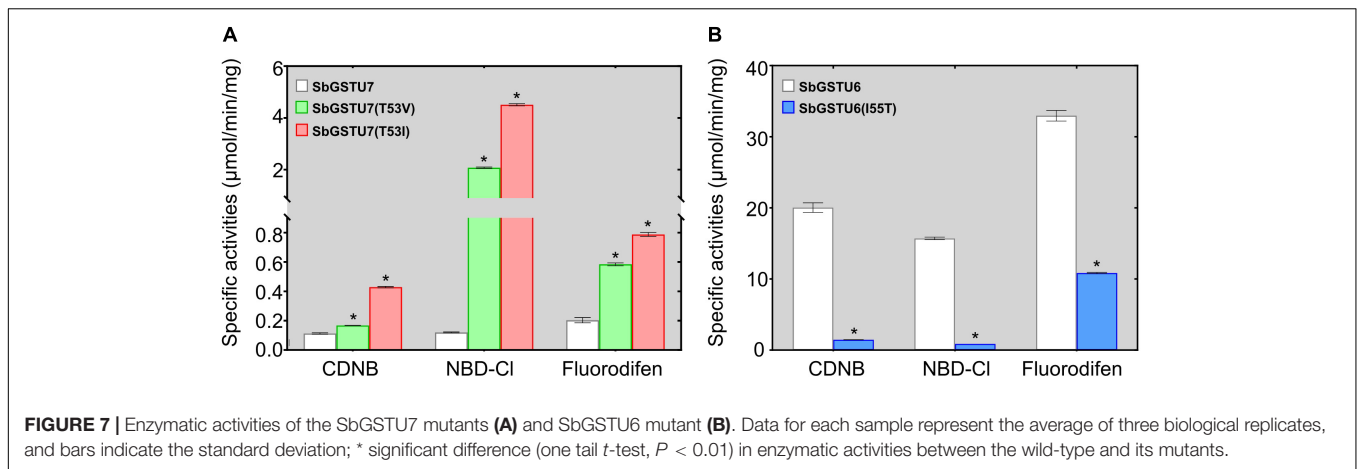 A
B
Specific activities (µmol/min/mg)
6
4
2
0.8
0.6
0.4
0.2
0.0
SbGSTU7
SbGSTU7(T53V)
SbGSTU7(T53I)
* * * * * *
CDNB NBD-Cl Fluorodifen
Specific activities (µmol/min/mg)
40
30
20
10
0
SbGSTU6
SbGSTU6(I55T)
* * *
CDNB NBD-Cl Fluorodifen
FIGURE 7 | Enzymatic activities of the SbGSTU7 mutants (A) and SbGSTU6 mutant (B). Data for each sample represent the average of three biological replicates,
and bars indicate the standard deviation; * significant difference (one tail t-test, P < 0.01) in enzymatic activities between the wild-type and its mutants.